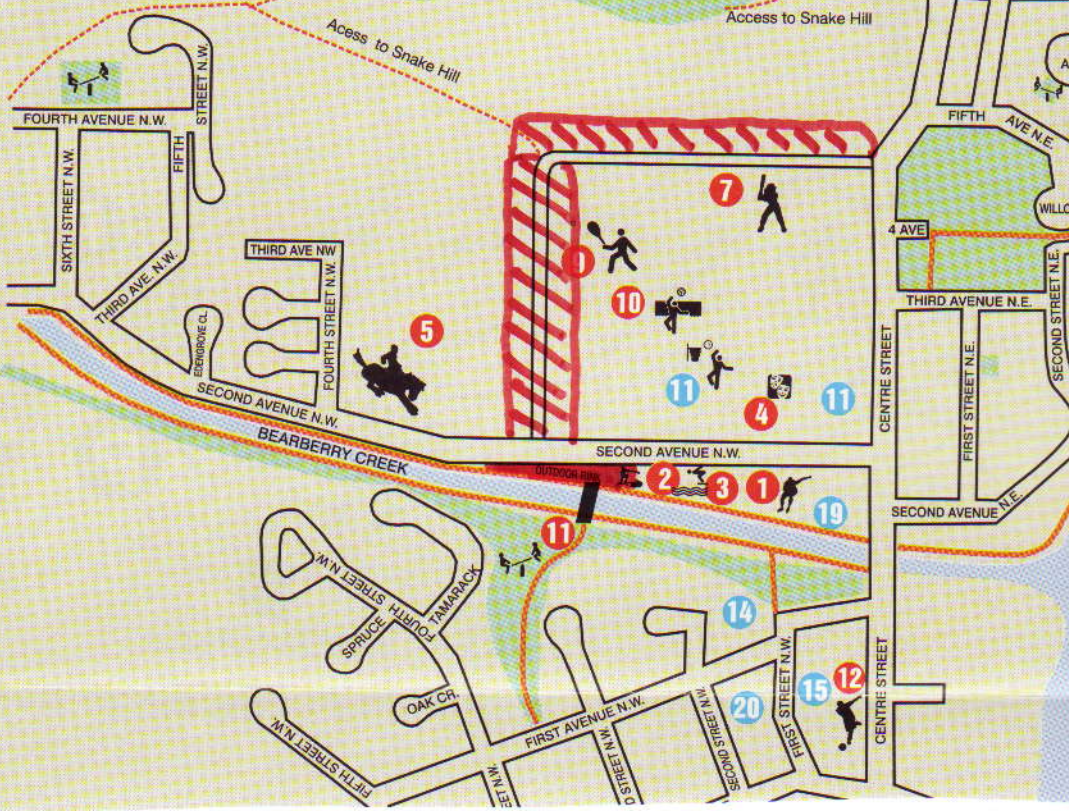 Access to Snake Hill
Acess to Snake Hill
STREET N.W.
FIFTH
FOURTH AVENUE N.W.
FIFTH
AVE N.E.
SIXTH STREET N.W.
7
4 AVE
THIRD AVE NW
9
THIRD AVE. N.W.
10
THIRD AVENUE N.E.
SECOND STREET N.E.
EDENGROVE CL.
FOURTH STREET N.W.
5
CENTRE STREET
FIRST STREET N.E.
11
4
11
SECOND AVENUE N.W.
SECOND AVENUE N.W.
BEARBERRY CREEK
OUTDOOR RINK
2
3
1
19
SECOND AVENUE N.E.
11
FOURTH STREET N.W.
TAMARACK
SPRUCE
14
OAK CR.
FIRST AVENUE N.W.
FIRST STREET N.W.
SECOND STREET N.W.
20
15
12
CENTRE STREET
FIFTH STREET N.W.
D STREET N.W.